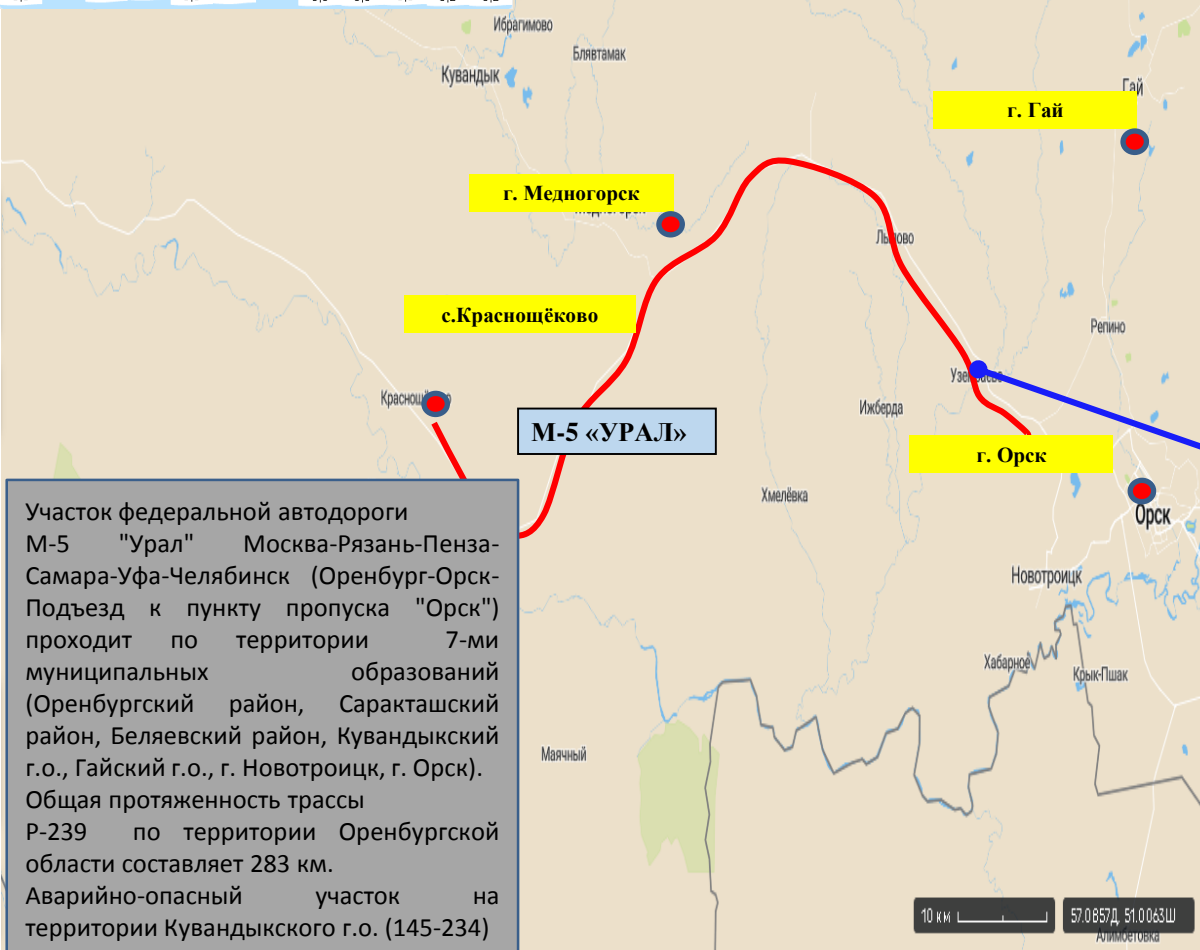 Ибрагимово
Блявтамак
Кувандык
Гай
г. Гай
г. Медногорск
Медногорск
Лылово
с.Краснощёково
Репино
Краснощёково
Ижберда
М-5 «УРАЛ»
г. Орск
Хмелёвка
Орск
Новотроицк
Хабарное
Крык-Пшак
Маячный
Участок федеральной автодороги
М-5 "Урал" Москва-Рязань-Пенза-
Самара-Уфа-Челябинск (Оренбург-Орск-
Подъезд к пункту пропуска "Орск")
проходит по территории 7-ми
муниципальных образований
(Оренбургский район, Саракташский
район, Беляевский район, Кувандыкский
г.о., Гайский г.о., г. Новотроицк, г. Орск).
Общая протяженность трассы
Р-239 по территории Оренбургской
области составляет 283 км.
Аварийно-опасный участок на
территории Кувандыкского г.о. (145-234)
10 км
57.0857Д, 51.0063Ш
Алимбетовка